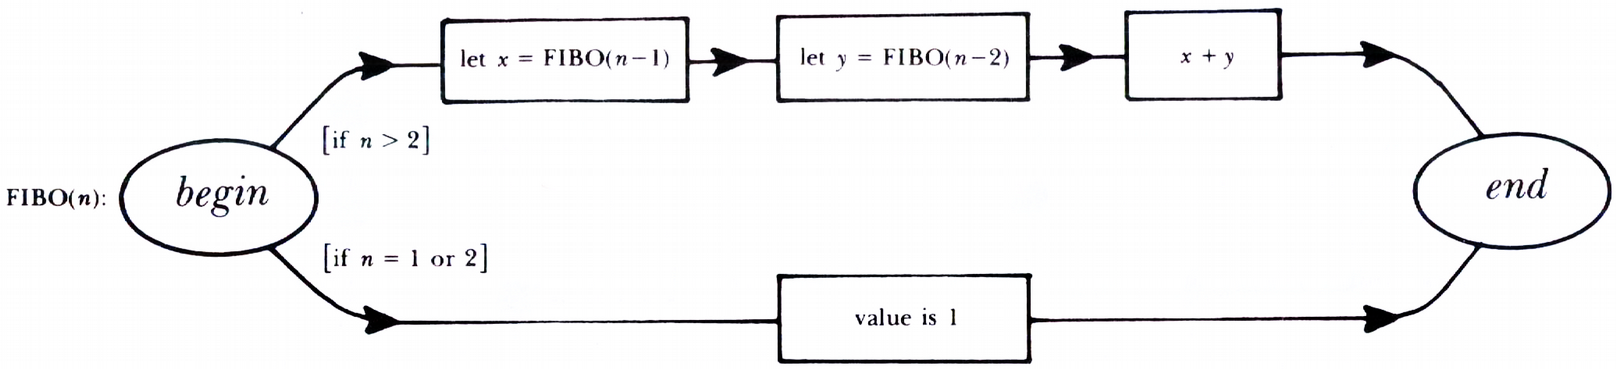 let x = FIBO(n−1)
let y = FIBO(n−2)
x + y
[if n > 2]
FIBO(n):
begin
end
[if n = 1 or 2]
value is 1